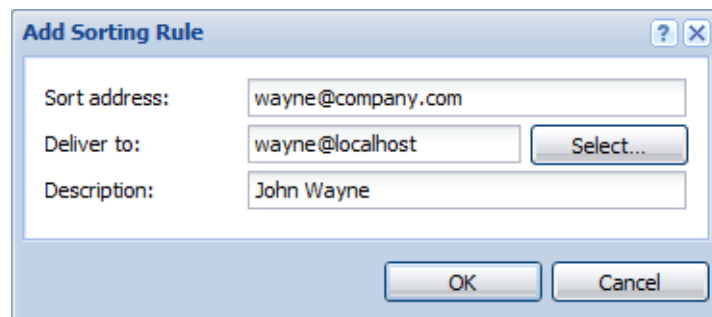 Add Sorting Rule ?
Sort address: wayne@company.com
Deliver to: wayne@localhost Select...
Description: John Wayne
OK Cancel